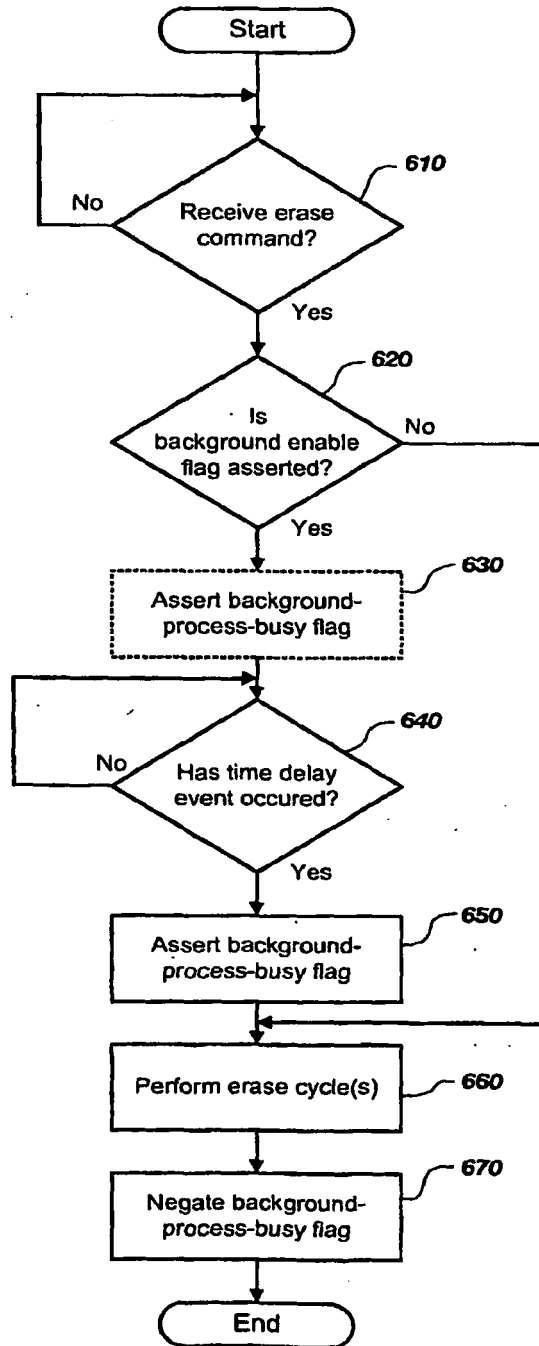 Start
610
No
Receive erase
command?
Yes
620
Is
background enable
flag asserted?
No
Yes
630
Assert background-
process-busy flag
640
No
Has time delay
event occured?
Yes
650
Assert background-
process-busy flag
Perform erase cycle(s)
660
670
Negate background-
process-busy flag
End